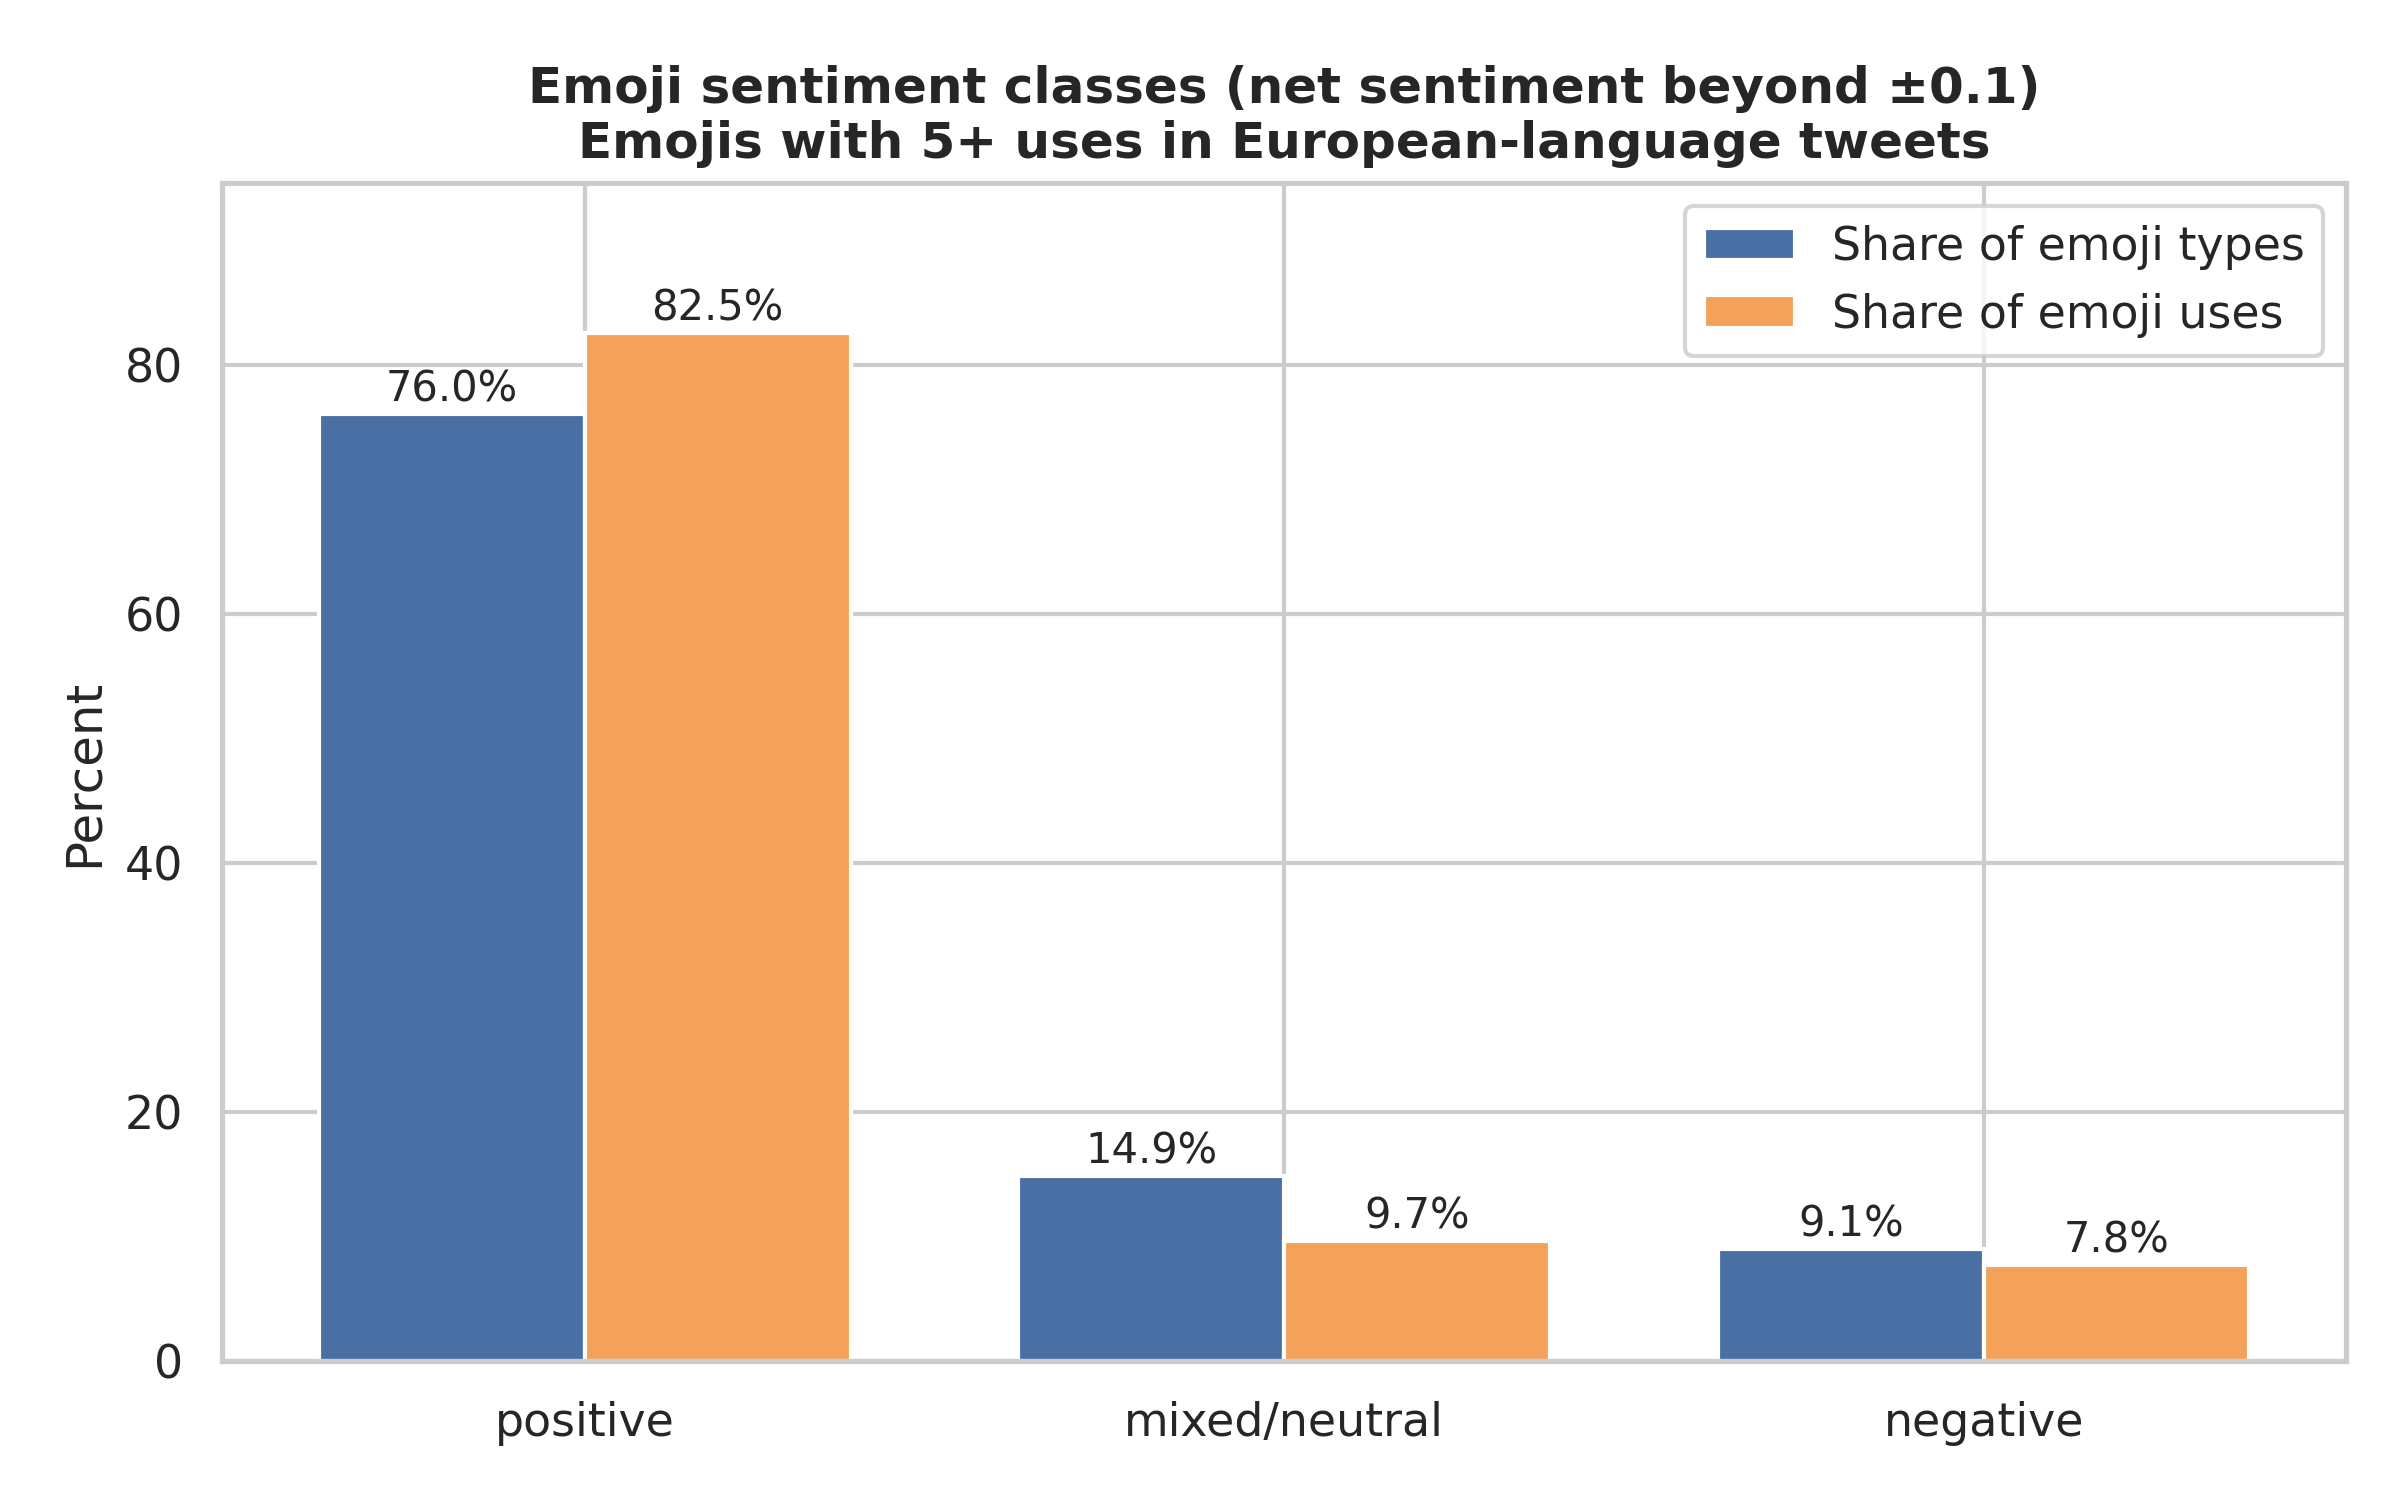 Emoji sentiment classes (net sentiment beyond ±0.1)
Emojis with 5+ uses in European-language tweets
Share of emoji types
Share of emoji uses
82.5%
76.0%
14.9%
9.7%
9.1%
7.8%
Percent
80
60
40
20
0
positive
mixed/neutral
negative